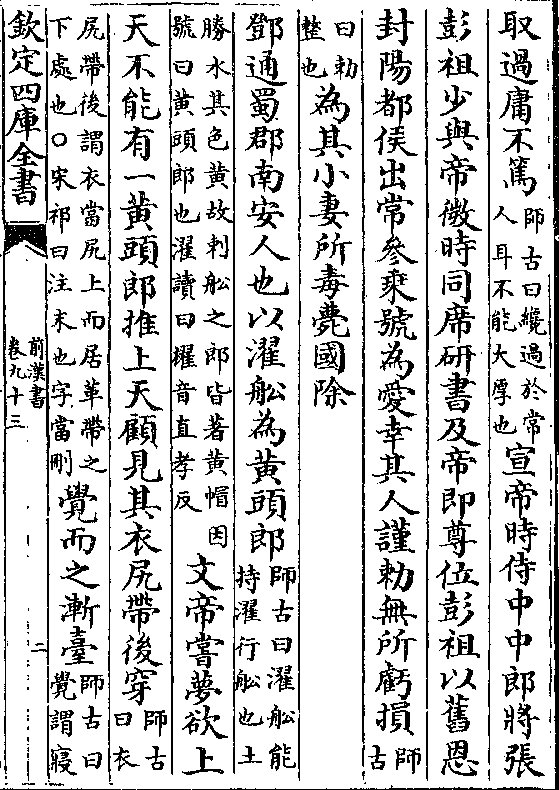 取過庸不篤師古曰纔過於常人耳不能大厚也宣帝時侍中中郎將張
彭祖少與帝微時同席研書及帝即尊位彭祖以舊恩
封陽都侯出常參乘號為愛幸其人謹勅無所虧損師古
曰勅整也為其小妻所毒薨國除
鄧通蜀郡南安人也以濯船為黃頭郎師古曰濯船能持濯行船也土
勝水其色黃故刺船之郎皆著黃帽因號曰黃頭郎也濯讀曰櫂音直孝反文帝嘗夢欲上
天不能有一黃頭郎推上天顧見其衣尻帶後穿師古曰衣
尻帶後謂衣當尻上而居革帶之下處也○宋祁曰注末也字當刪覺而之漸臺師古曰覺謂寢
欽定四庫全書
前漢書
卷九十三
二